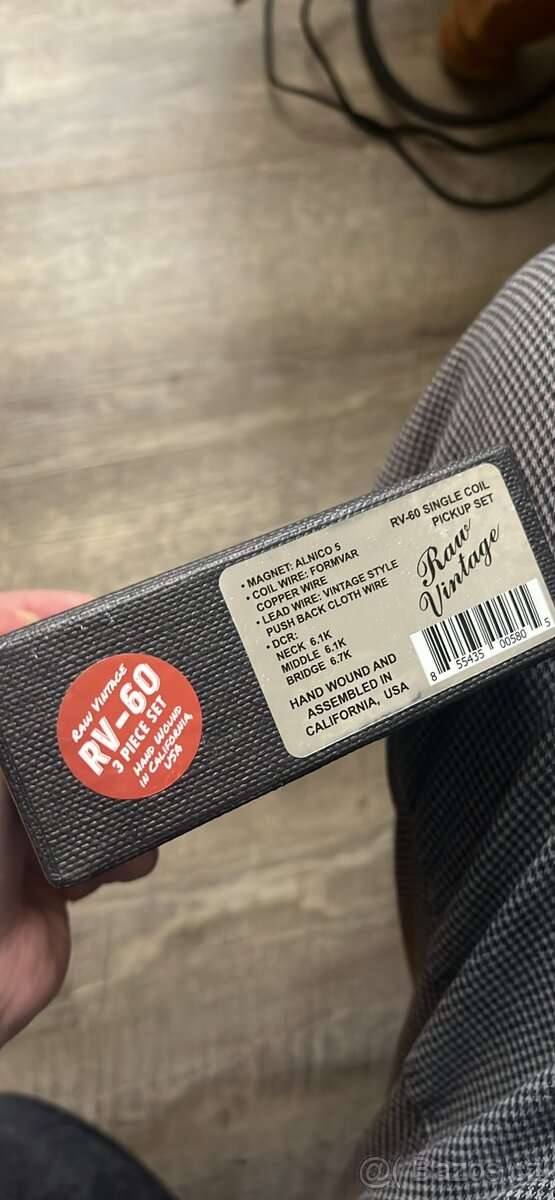 RAW VINTAGE
RV-60
3 PIECE SET
HAND WOUND
IN CALIFORNIA
USA
• MAGNET: ALNICO 5
• COIL WIRE: FORMVAR
COPPER WIRE
• LEAD WIRE: VINTAGE STYLE
PUSH BACK CLOTH WIRE
• DCR:
NECK 6.1K
MIDDLE 6.1K
BRIDGE 6.7K
HAND WOUND AND
ASSEMBLED IN
CALIFORNIA, USA
RV-60 SINGLE COIL
PICKUP SET
Raw
Vintage
8 55435 00580 5
Bazos.cz